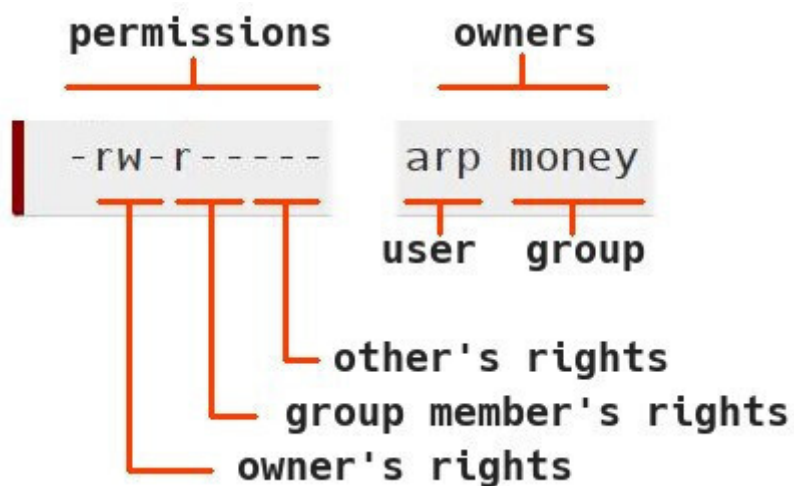 permissions owners
-rw-r----- arp money
user group
other's rights
group member's rights
owner's rights